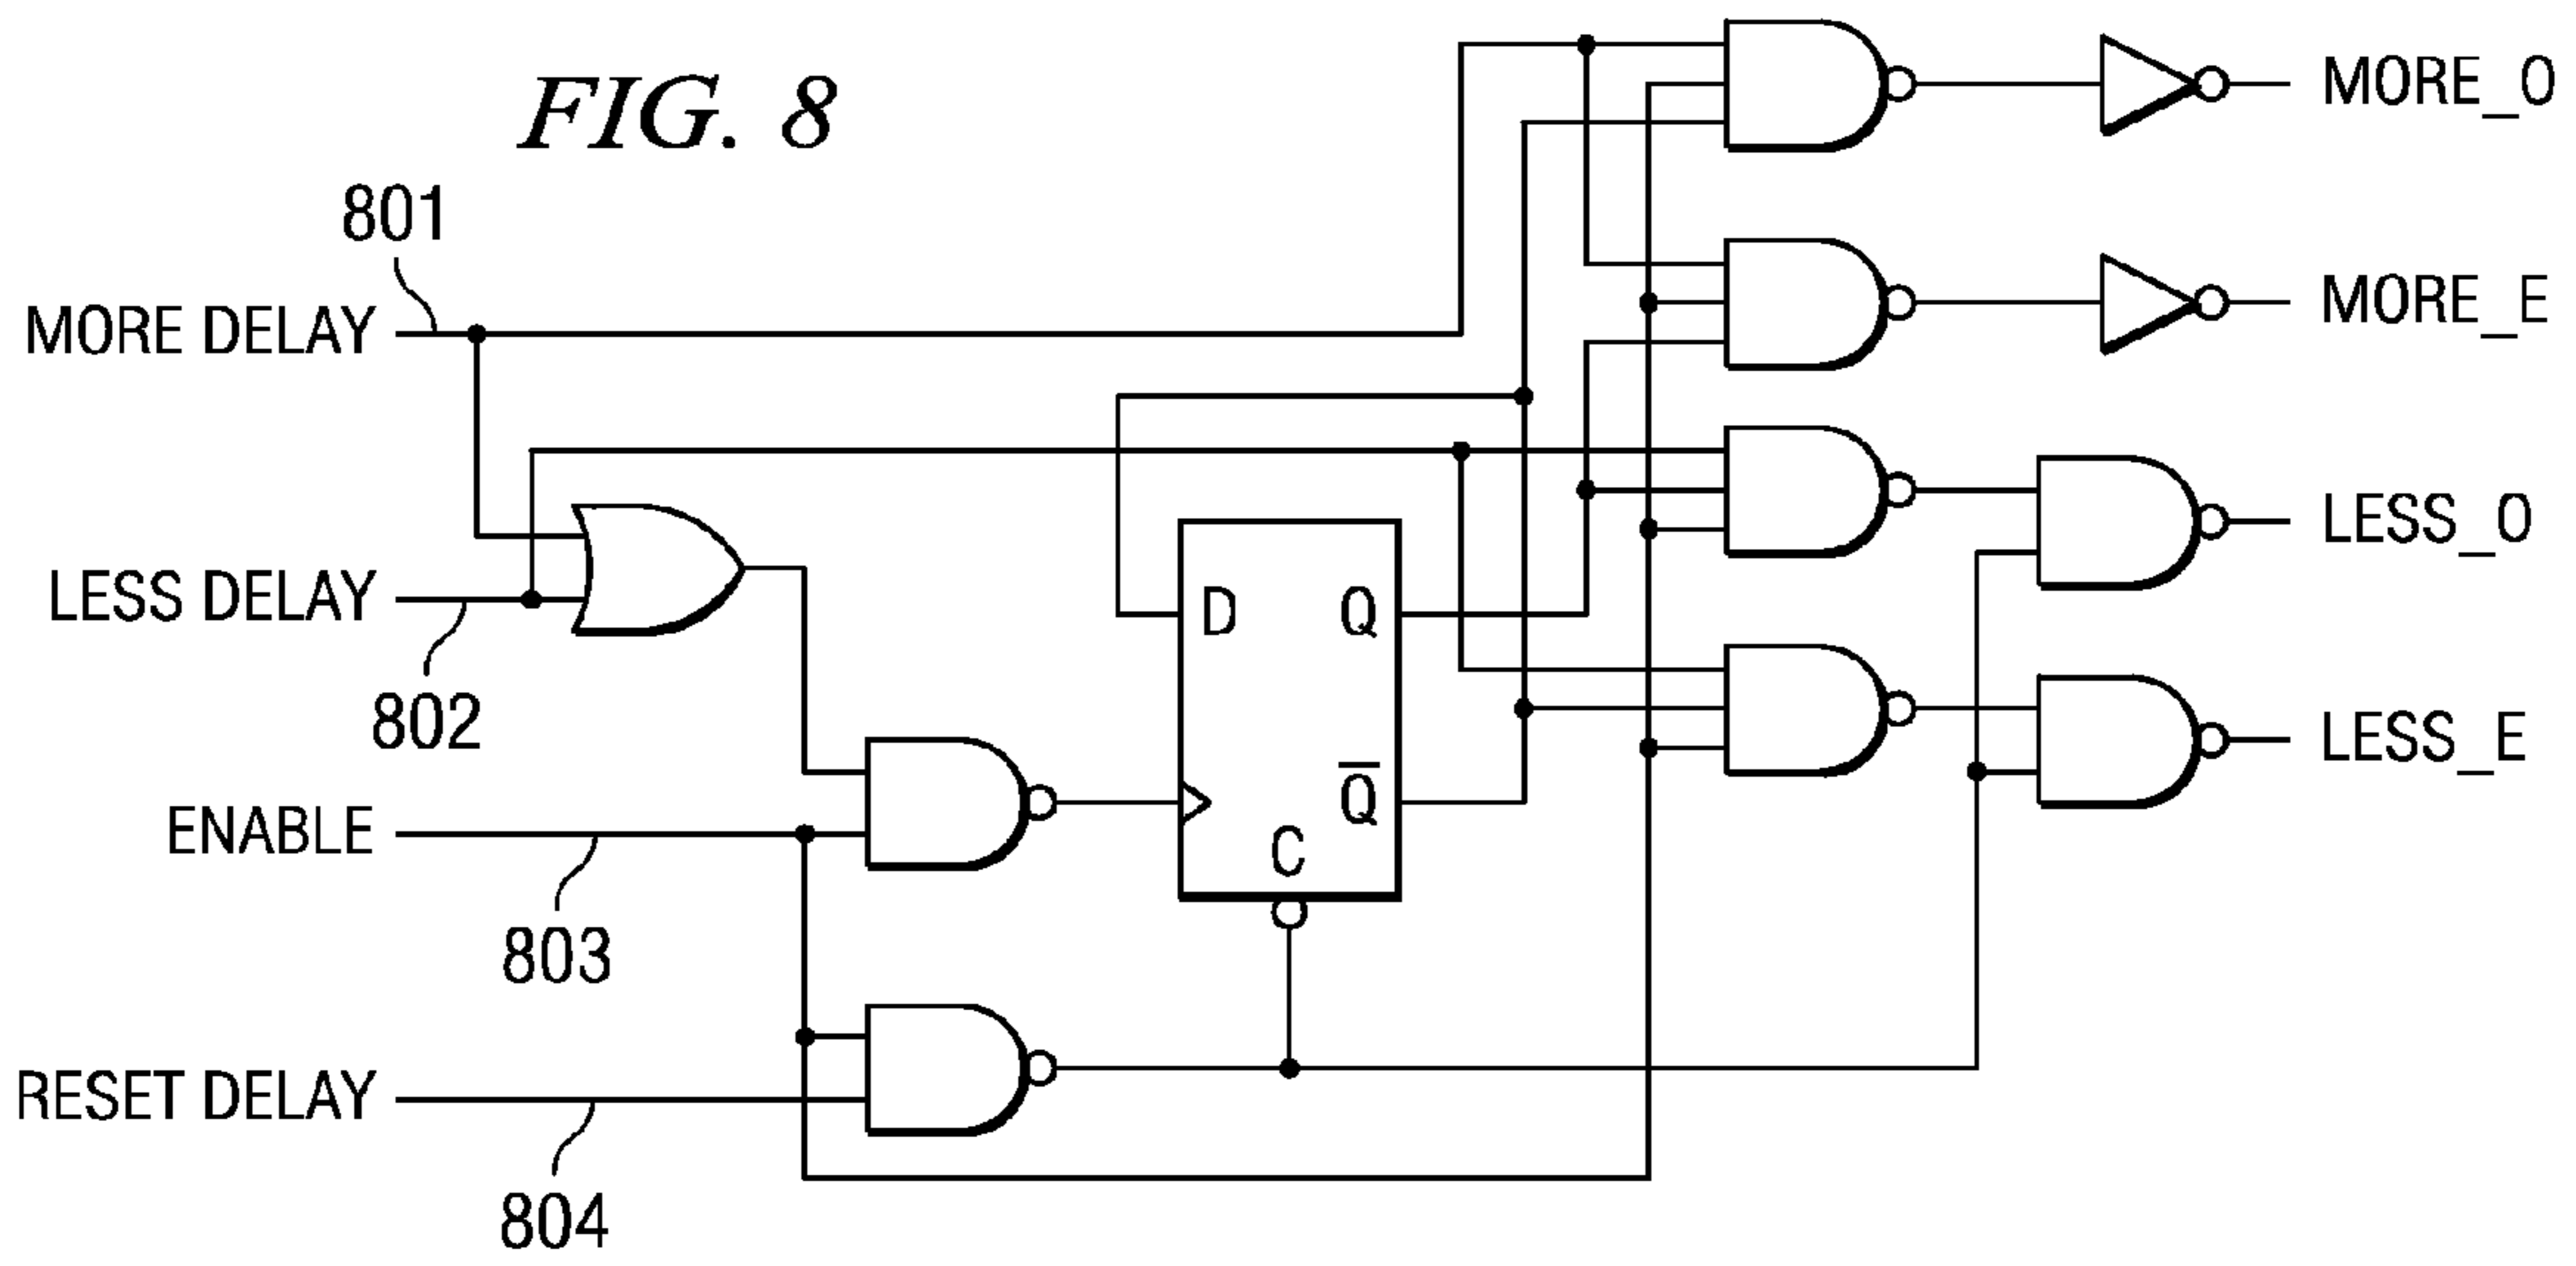 FIG. 8
801
MORE DELAY
LESS DELAY
802
ENABLE
803
RESET DELAY
804
D
Q
Q̅
C
MORE_O
MORE_E
LESS_O
LESS_E